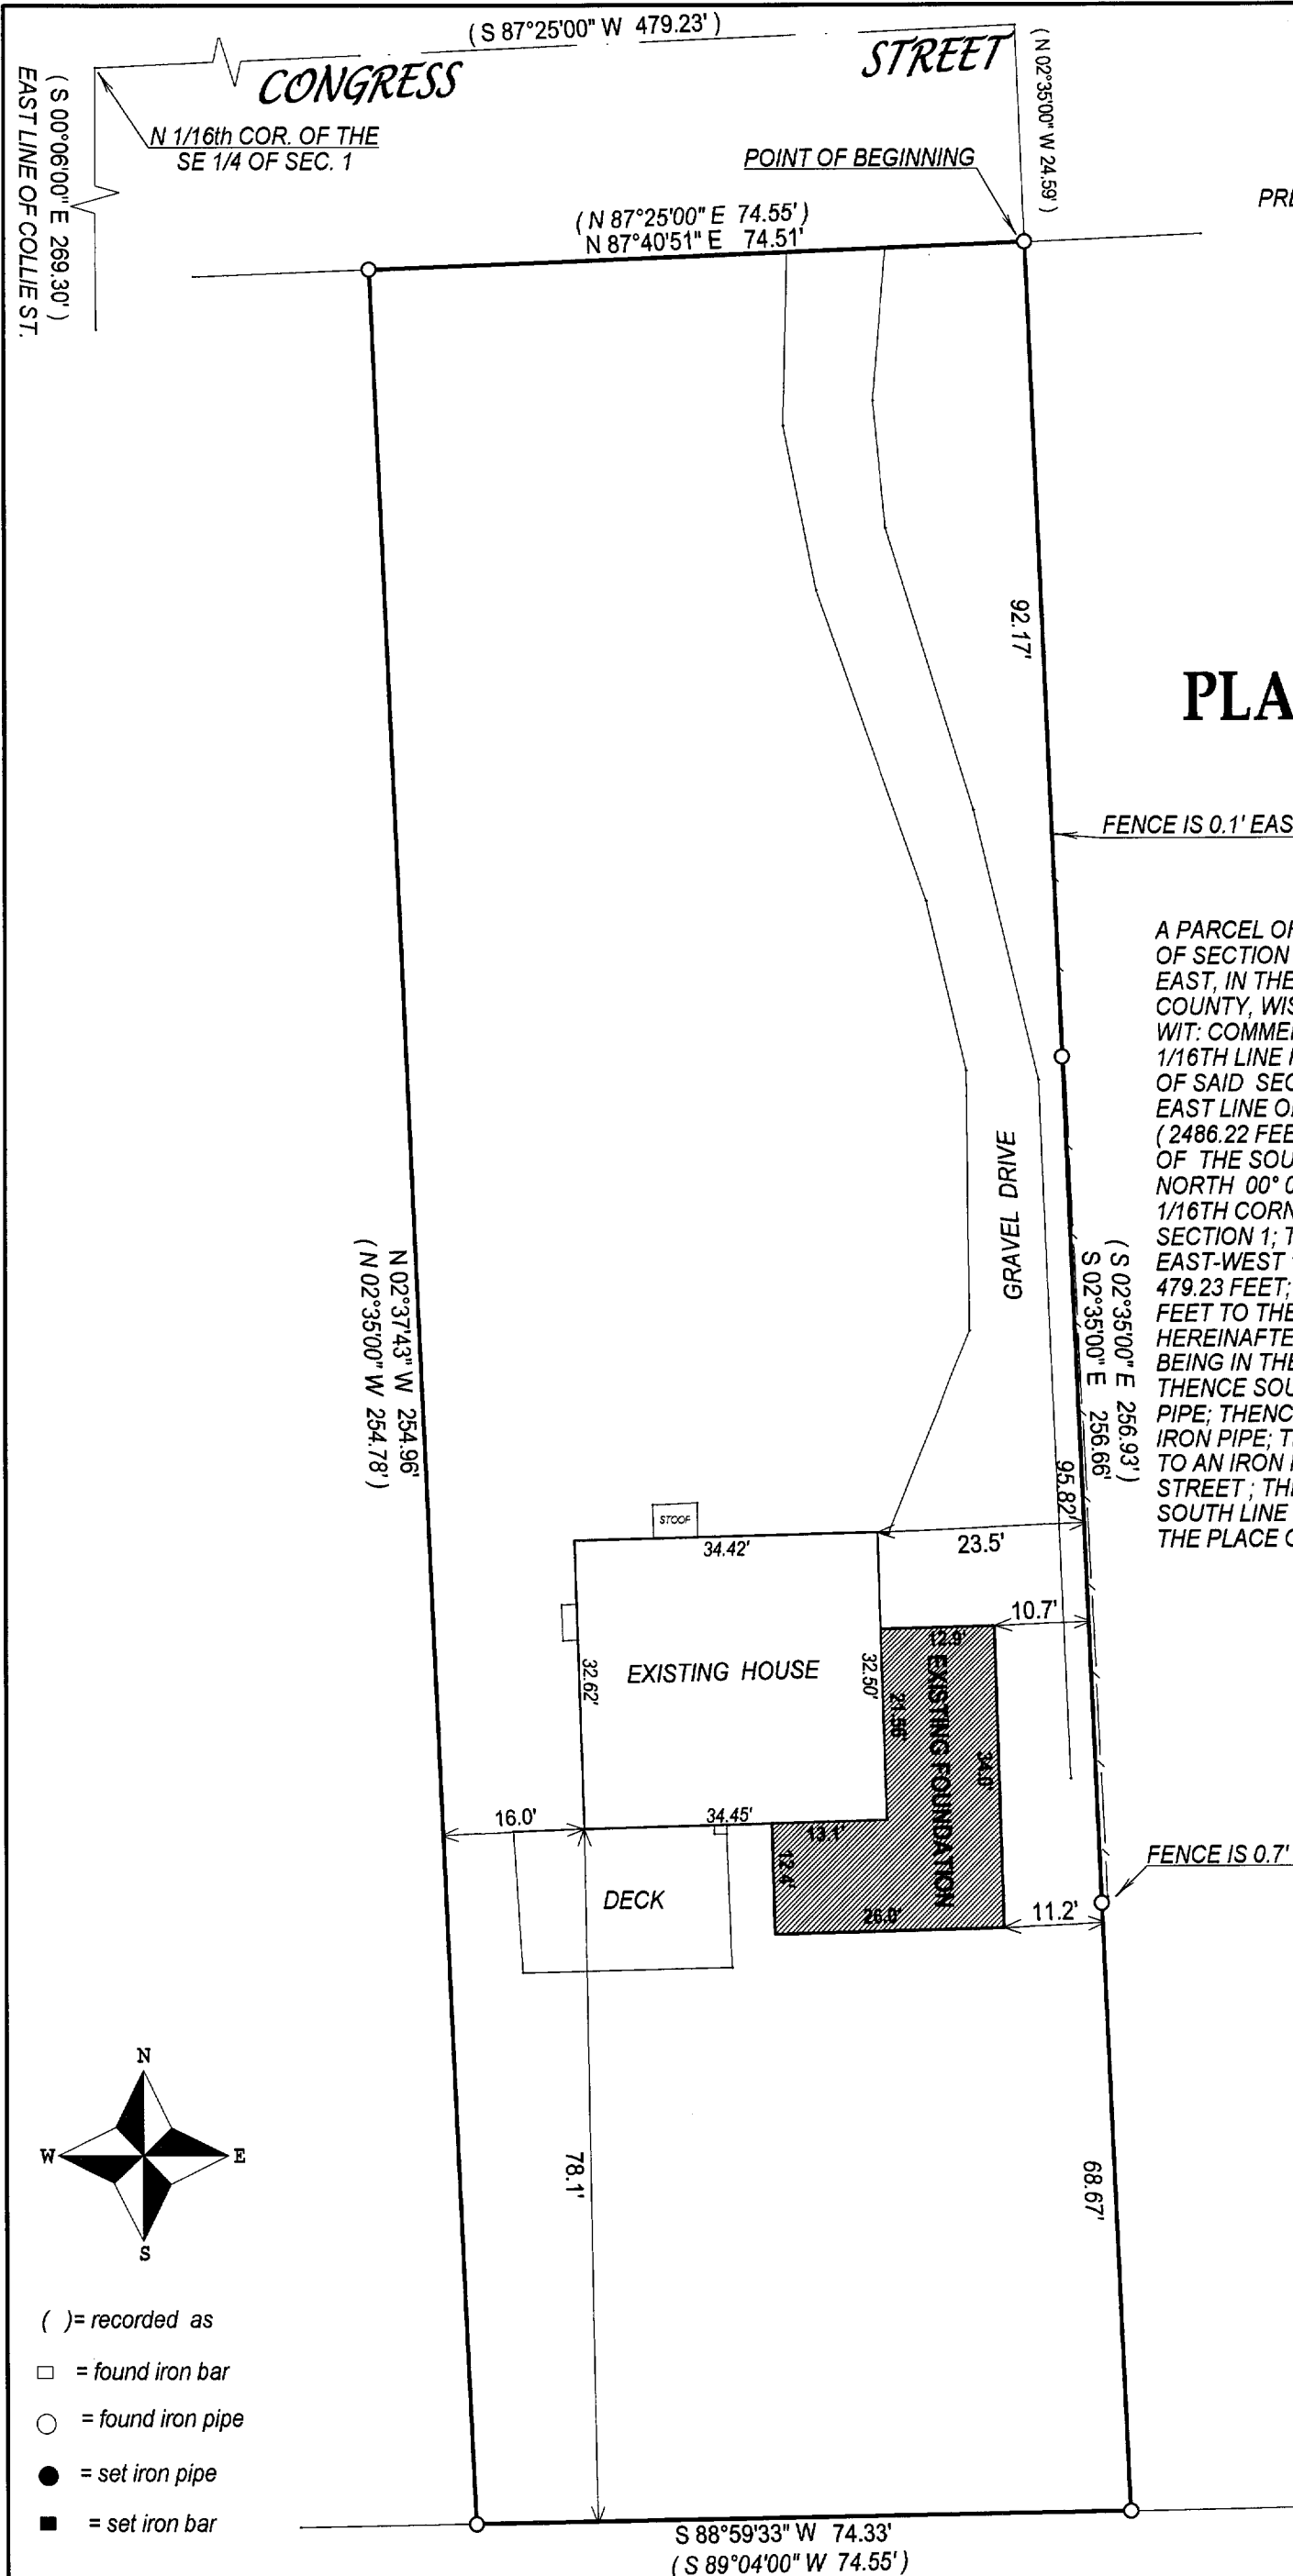 ( S 87°25'00" W 479.23' )
CONGRESS STREET
( N 02°35'00" W 24.59' )
( S 00°06'00" E 269.30' )
EAST LINE OF COLLIE ST.
N 1/16th COR. OF THE
SE 1/4 OF SEC. 1
POINT OF BEGINNING
PRE
( N 87°25'00" E 74.55' )
N 87°40'51" E 74.51'
92.17'
PLA
FENCE IS 0.1' EAS
A PARCEL OF
OF SECTION
EAST, IN THE
COUNTY, WIS
WIT: COMME
1/16TH LINE
OF SAID SEC
EAST LINE O
( 2486.22 FEE
OF THE SOU
NORTH 00° 0
1/16TH CORN
SECTION 1; T
EAST-WEST
479.23 FEET;
FEET TO THE
HEREINAFTE
BEING IN THE
THENCE SOU
PIPE; THENC
IRON PIPE; T
TO AN IRON
STREET ; THE
SOUTH LINE
THE PLACE O
GRAVEL DRIVE
( S 02°35'00" E 256.93' )
S 02°35'00" E 256.66'
N 02°37'43" W 254.96'
( N 02°35'00" W 254.78' )
95.82'
STOOP
34.42'
23.5'
10.7'
12.9'
32.62'
EXISTING HOUSE
32.50'
21.56'
EXISTING FOUNDATION
34.0'
16.0'
34.45'
13.1'
12.4'
DECK
26.0'
11.2'
FENCE IS 0.7'
N
W E
S
78.1'
68.67'
( )= recorded as
= found iron bar
= found iron pipe
= set iron pipe
= set iron bar
S 88°59'33" W 74.33'
( S 89°04'00" W 74.55' )